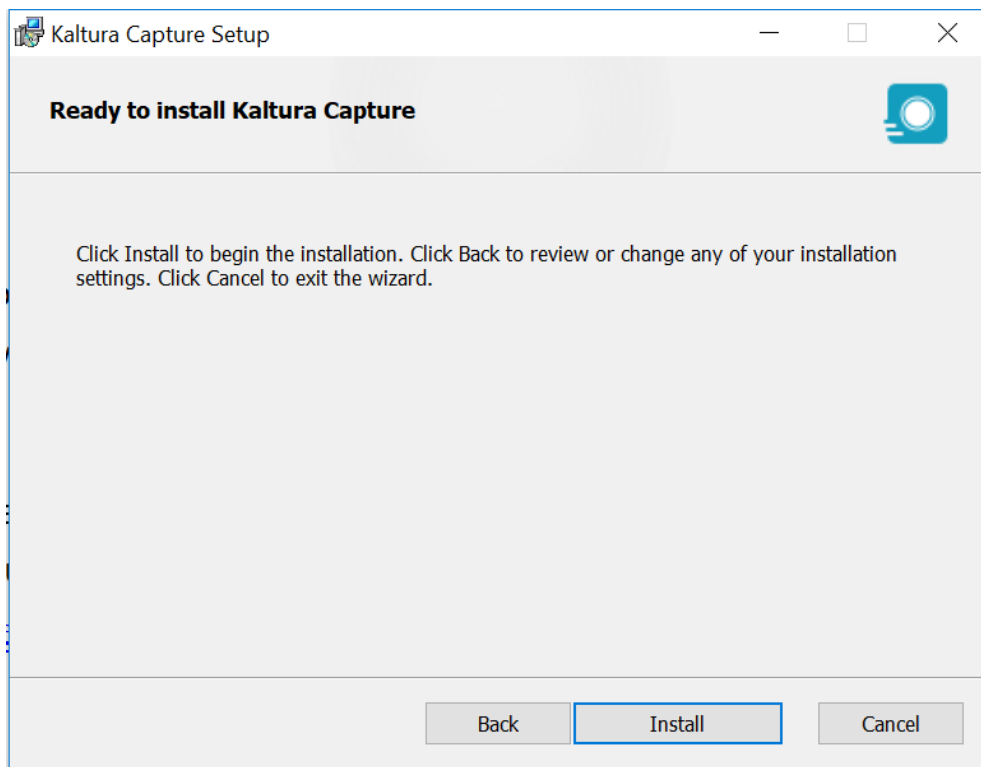 Kaltura Capture Setup
Ready to install Kaltura Capture
Click Install to begin the installation. Click Back to review or change any of your installation
settings. Click Cancel to exit the wizard.
Back Install Cancel